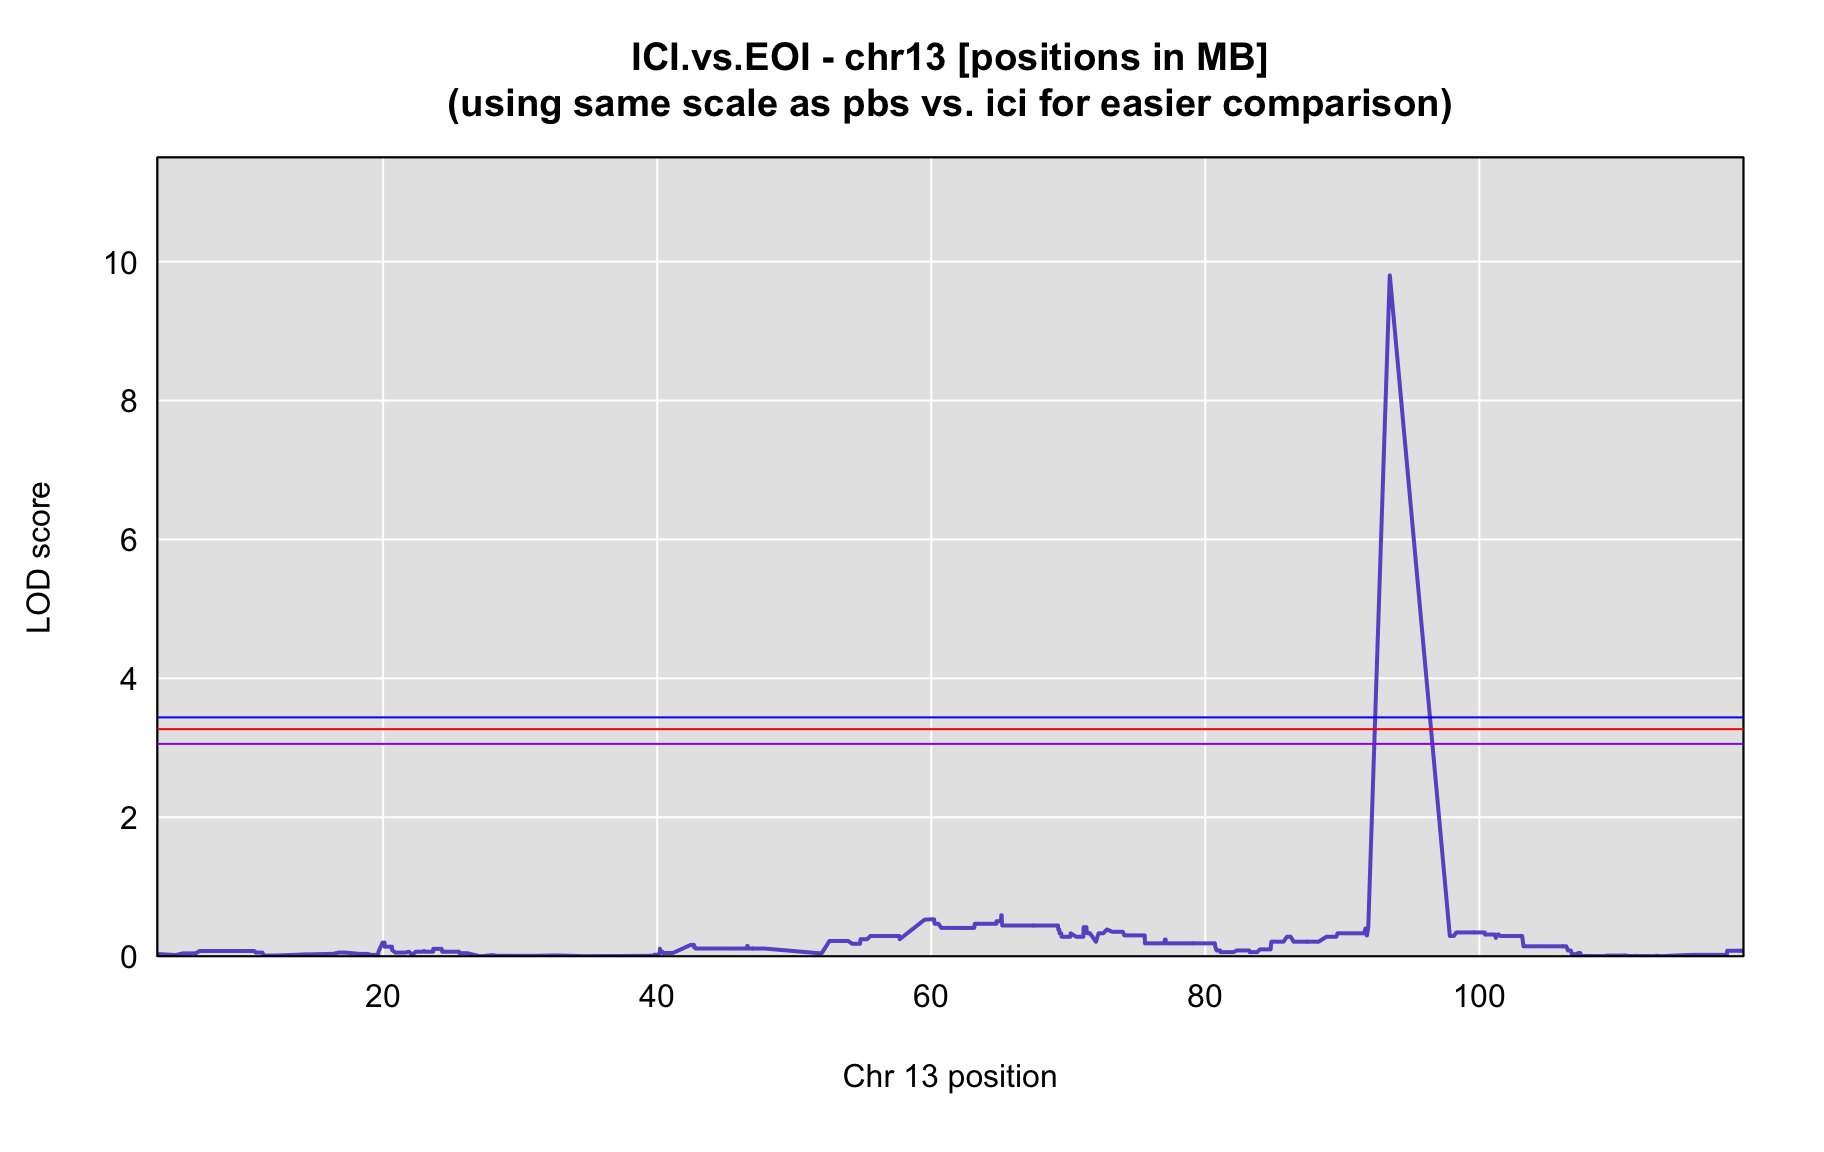 ICI.vs.EOI - chr13 [positions in MB]
(using same scale as pbs vs. ici for easier comparison)
10
8
6
4
2
0
LOD score
20 40 60 80 100
Chr 13 position